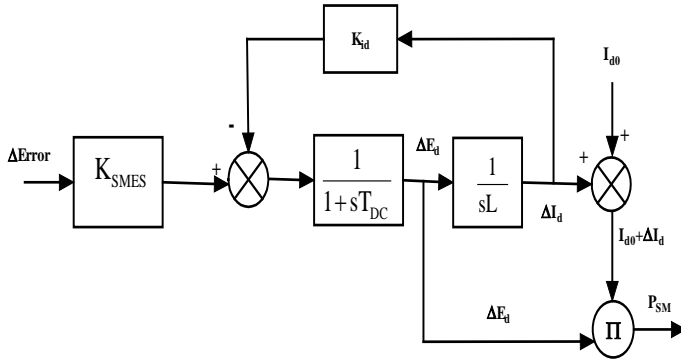 K_id
I_d0
-
+
ΔError
K_SMES
+
1
1+sT_DC
ΔE_d
1
sL
+
ΔI_d
I_d0+ΔI_d
ΔE_d
P_SM
Π